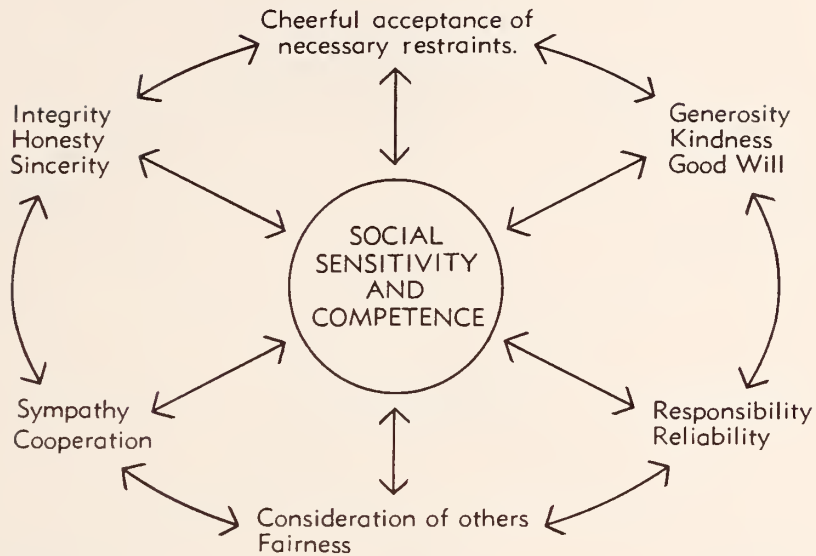 Cheerful acceptance of
necessary restraints.
Integrity
Honesty
Sincerity
Generosity
Kindness
Good Will
SOCIAL
SENSITIVITY
AND
COMPETENCE
Sympathy
Cooperation
Responsibility
Reliability
Consideration of others
Fairness